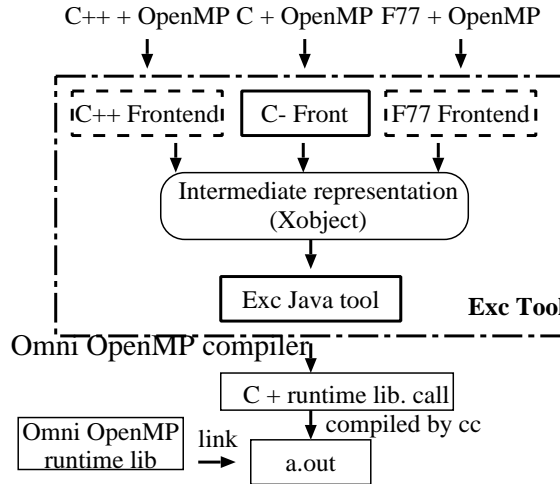 C++ + OpenMP C + OpenMP F77 + OpenMP
C++ Frontend
C- Front
F77 Frontend
Intermediate representation
(Xobject)
Exc Java tool
Exc Tool
Omni OpenMP compiler
C + runtime lib. call
compiled by cc
Omni OpenMP
runtime lib
link
a.out